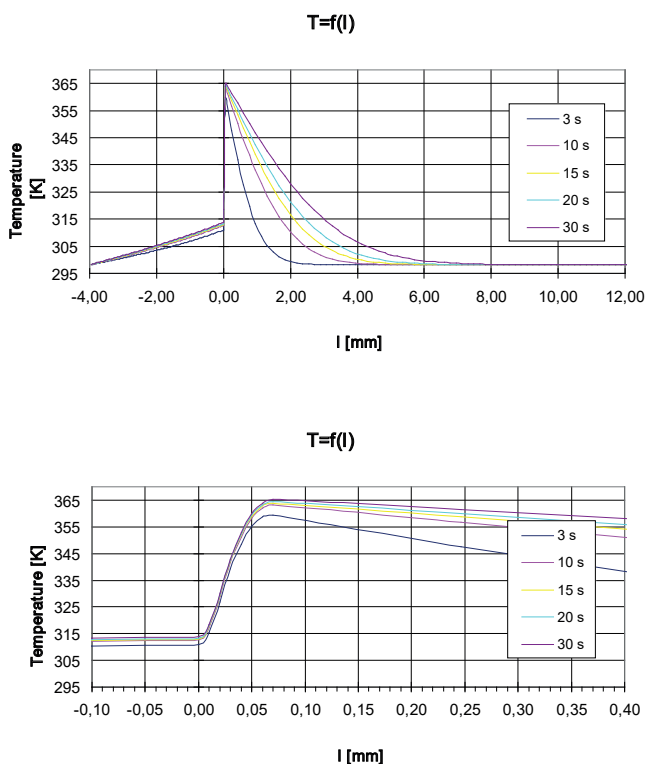 T=f(l)
365
355
345
335
325
315
305
295
Temperature
[K]
-4,00 -2,00 0,00 2,00 4,00 6,00 8,00 10,00 12,00
l [mm]
3 s
10 s
15 s
20 s
30 s
T=f(l)
365
355
345
335
325
315
305
295
Temperature [K]
-0,10 -0,05 0,00 0,05 0,10 0,15 0,20 0,25 0,30 0,35 0,40
l [mm]
3 s
10 s
15 s
20 s
30 s